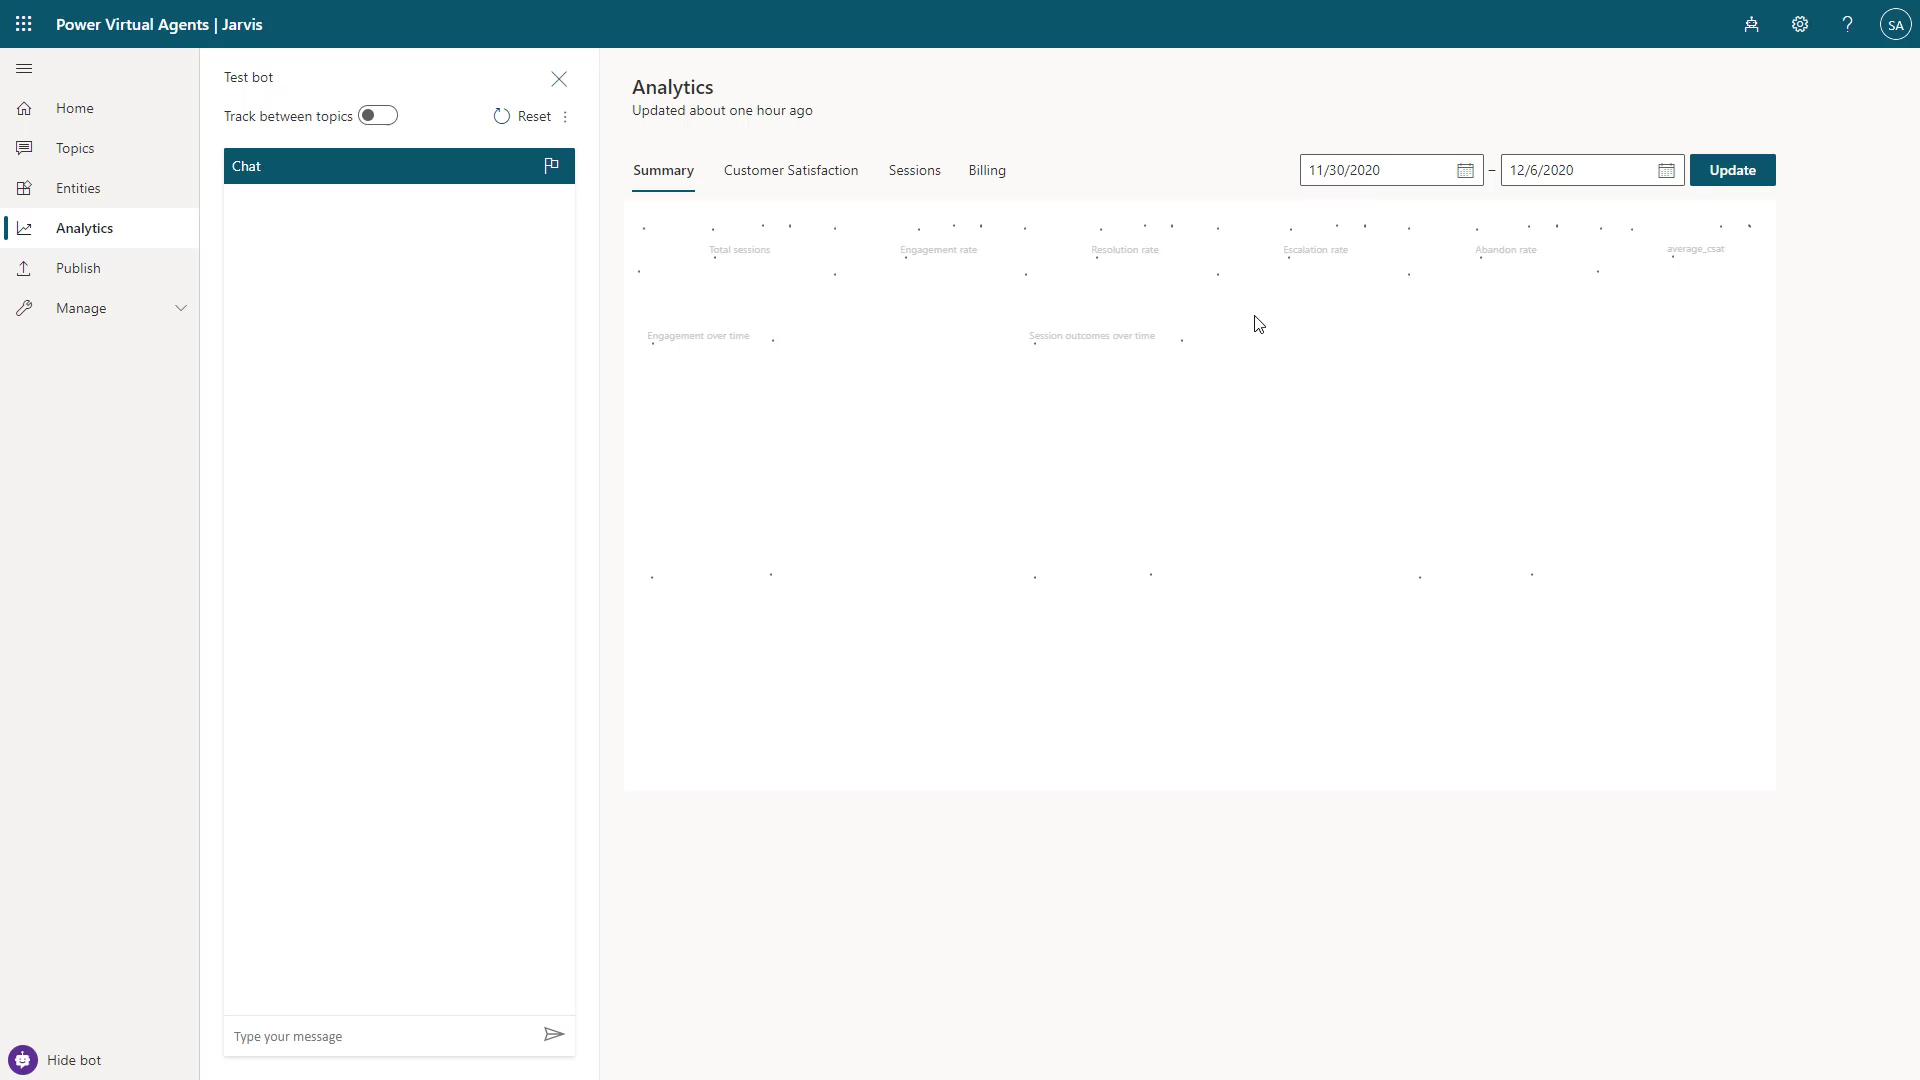 Power Virtual Agents | Jarvis
SA
Home
Topics
Entities
Analytics
Publish
Manage
Hide bot
Test bot
Track between topics
Reset
Chat
Type your message
Analytics
Updated about one hour ago
Summary Customer Satisfaction Sessions Billing
11/30/2020 – 12/6/2020 Update
Total sessions Engagement rate Resolution rate Escalation rate Abandon rate average_csat
Engagement over time Session outcomes over time